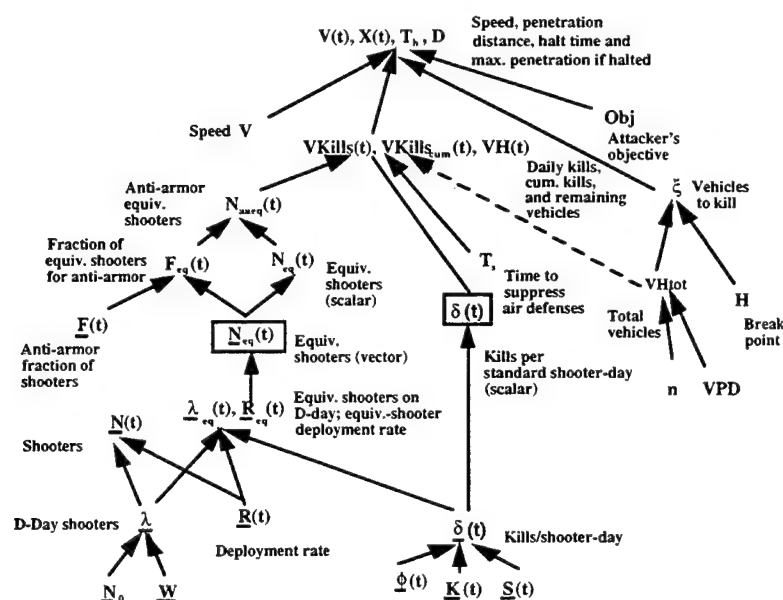 V(t), X(t), T_h, D
Speed, penetration
distance, halt time and
max. penetration if halted
Speed V
Obj
Attacker's
objective
VKills(t), VKills_cum(t), VH(t)
Daily kills,
cum. kills,
and remaining
vehicles
ξ Vehicles
to kill
Anti-armor
equiv.
shooters
N_aaeq(t)
Fraction of
equiv. shooters
for anti-armor
F_eq(t)
N_eq(t)
Equiv.
shooters
(scalar)
T_s
Time to
suppress
air defenses
VHtot
Total
vehicles
H
Break
point
F(t)
Anti-armor
fraction of
shooters
N_eq(t)
Equiv.
shooters (vector)
δ(t)
Kills per
standard shooter-day
(scalar)
n
VPD
λ_eq(t), R_eq(t)
Equiv. shooters on
D-day; equiv.-shooter
deployment rate
N(t)
Shooters
D-Day shooters λ
R(t)
Deployment rate
δ(t)
Kills/shooter-day
N_0
W
ϕ(t)
K(t)
S(t)